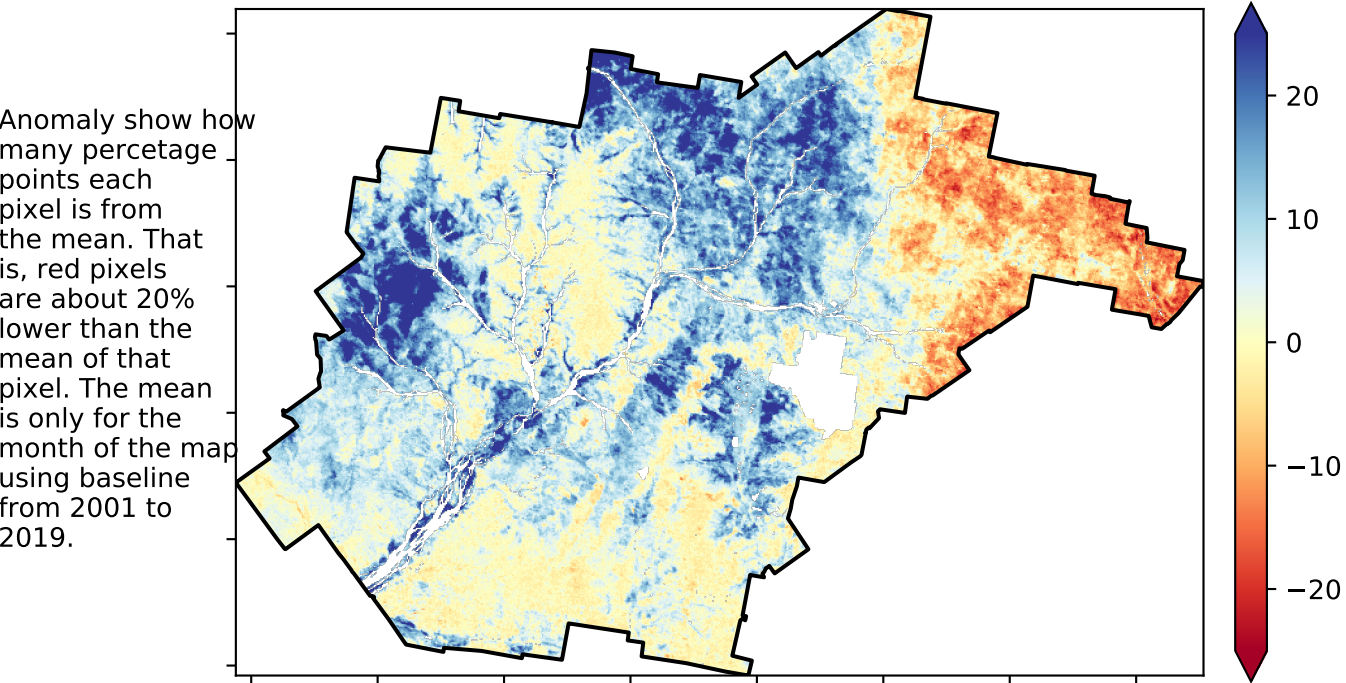 Anomaly show how
many percetage
points each
pixel is from
the mean. That
is, red pixels
are about 20%
lower than the
mean of that
pixel. The mean
is only for the
month of the map
using baseline
from 2001 to
2019.
20
10
0
−10
−20